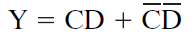 Y = CD + C̅D̅